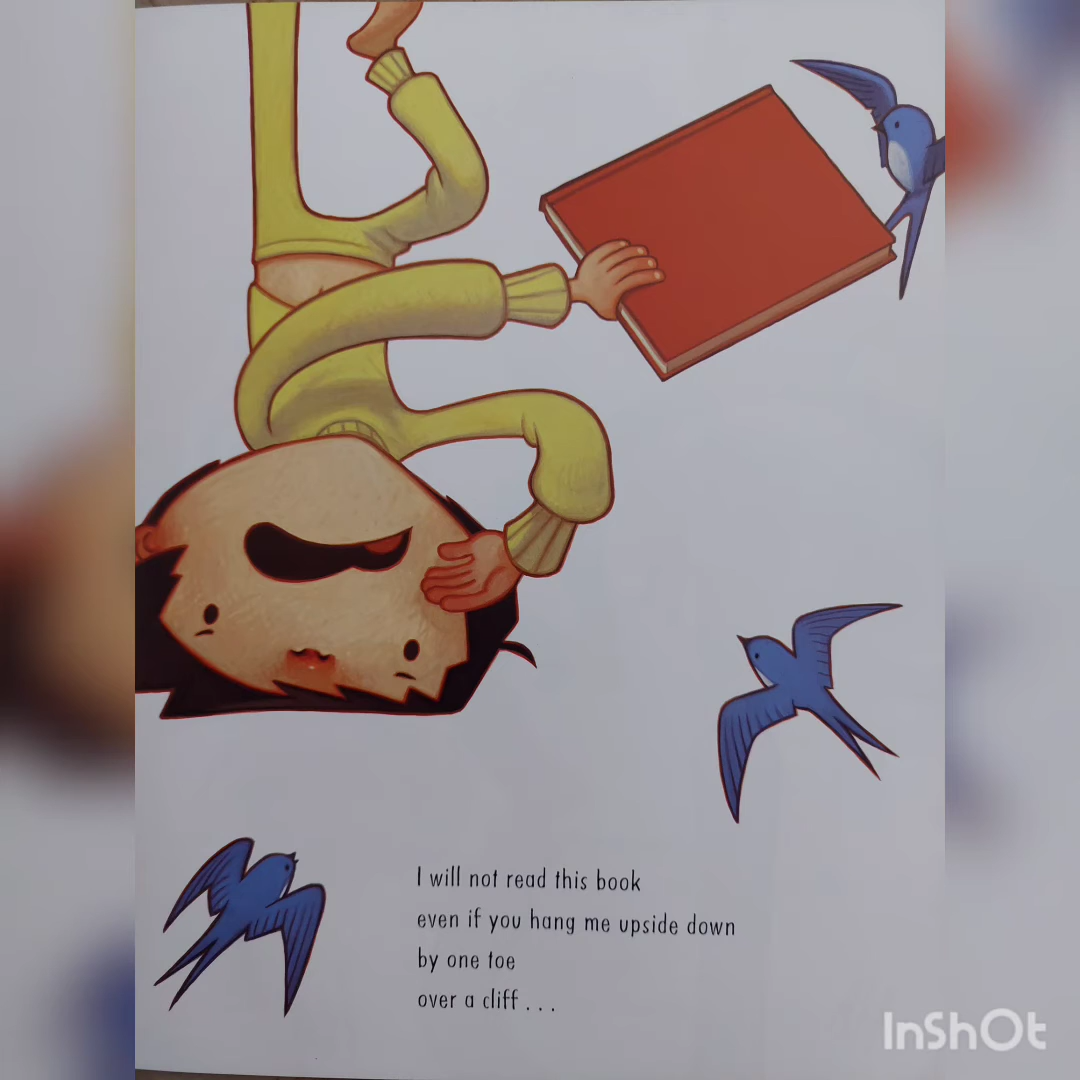 I will not read this book
even if you hang me upside down
by one toe
over a cliff . . .
InShOt